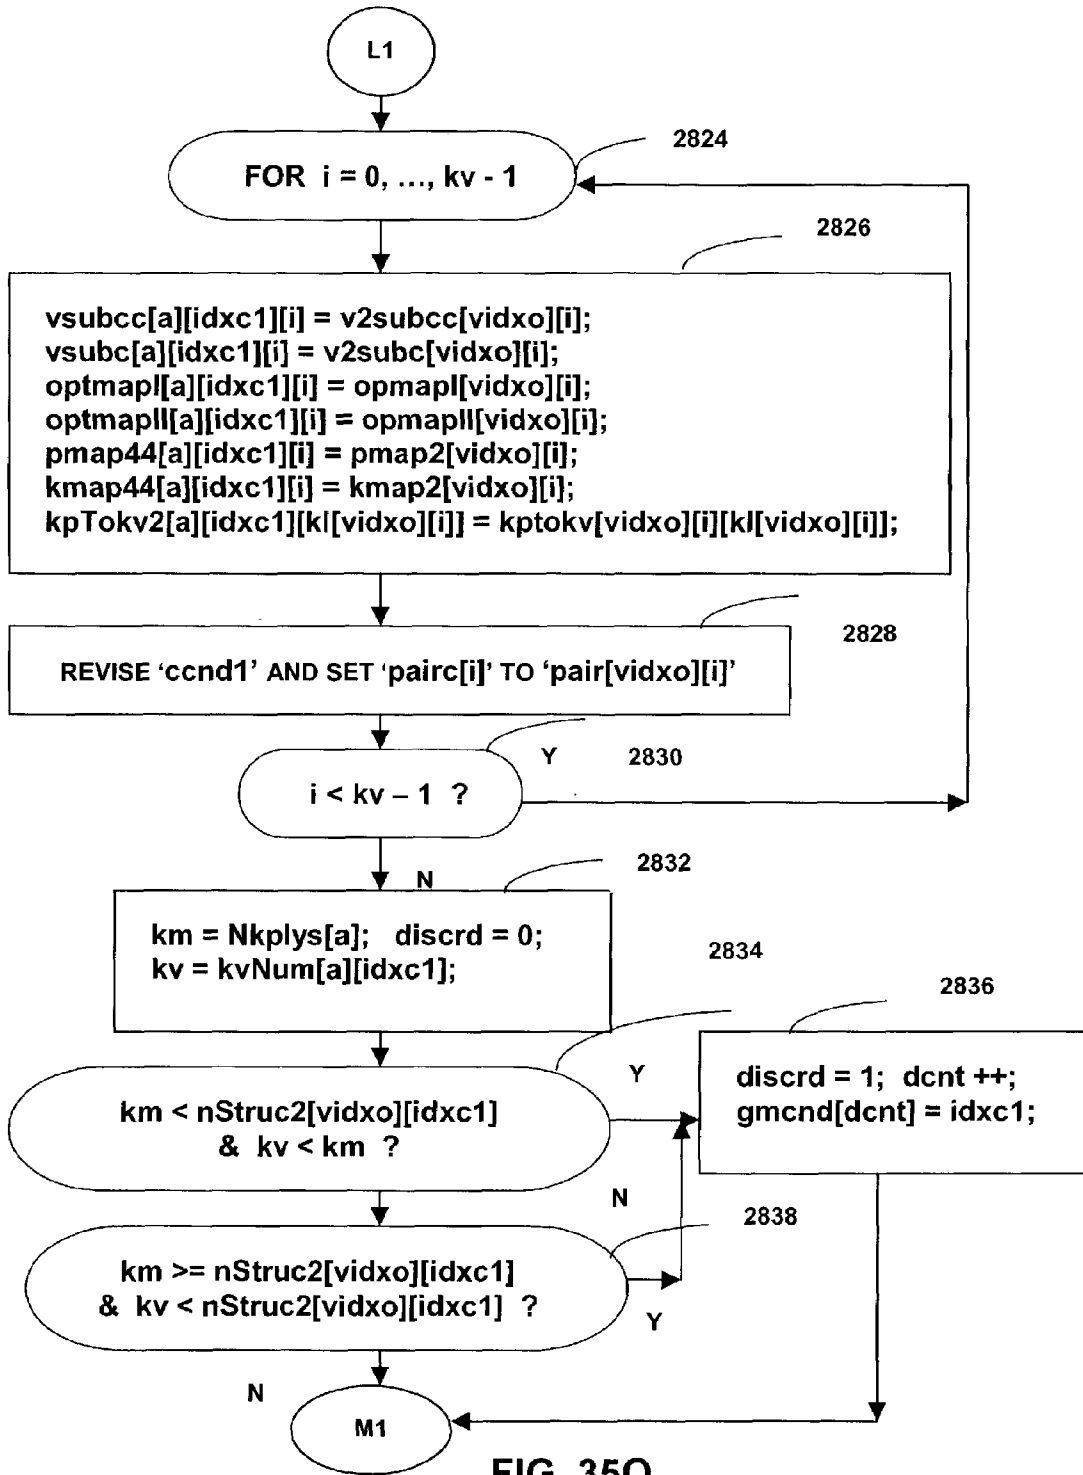 L1
2824
FOR i = 0, ..., kv - 1
2826
vsubcc[a][idxc1][i] = v2subcc[vidxo][i];
vsubc[a][idxc1][i] = v2subc[vidxo][i];
optmapI[a][idxc1][i] = opmapI[vidxo][i];
optmapII[a][idxc1][i] = opmapII[vidxo][i];
pmap44[a][idxc1][i] = pmap2[vidxo][i];
kmap44[a][idxc1][i] = kmap2[vidxo][i];
kpTokv2[a][idxc1][kl[vidxo][i]] = kptokv[vidxo][i][kl[vidxo][i]];
2828
REVISE ‘ccnd1’ AND SET ‘pairc[i]’ TO ‘pair[vidxo][i]’
Y 2830
i < kv – 1 ?
N
2832
km = Nkplys[a]; discrd = 0;
kv = kvNum[a][idxc1];
2834
2836
Y
km < nStruc2[vidxo][idxc1]
& kv < km ?
discrd = 1; dcnt ++;
gmcnd[dcnt] = idxc1;
N
2838
km >= nStruc2[vidxo][idxc1]
& kv < nStruc2[vidxo][idxc1] ?
Y
N
M1